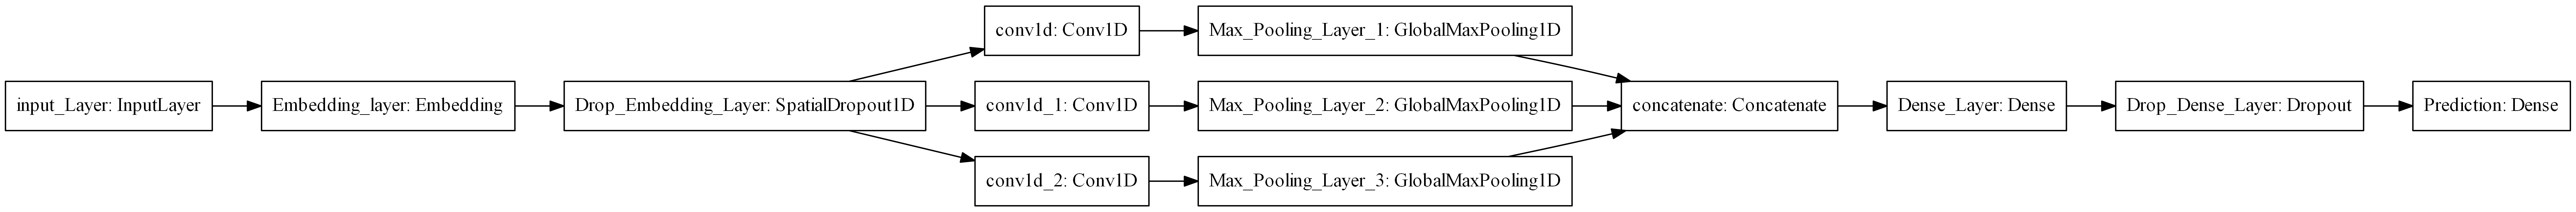 input_Layer: InputLayer
Embedding_layer: Embedding
Drop_Embedding_Layer: SpatialDropout1D
conv1d: Conv1D
Max_Pooling_Layer_1: GlobalMaxPooling1D
conv1d_1: Conv1D
Max_Pooling_Layer_2: GlobalMaxPooling1D
conv1d_2: Conv1D
Max_Pooling_Layer_3: GlobalMaxPooling1D
concatenate: Concatenate
Dense_Layer: Dense
Drop_Dense_Layer: Dropout
Prediction: Dense